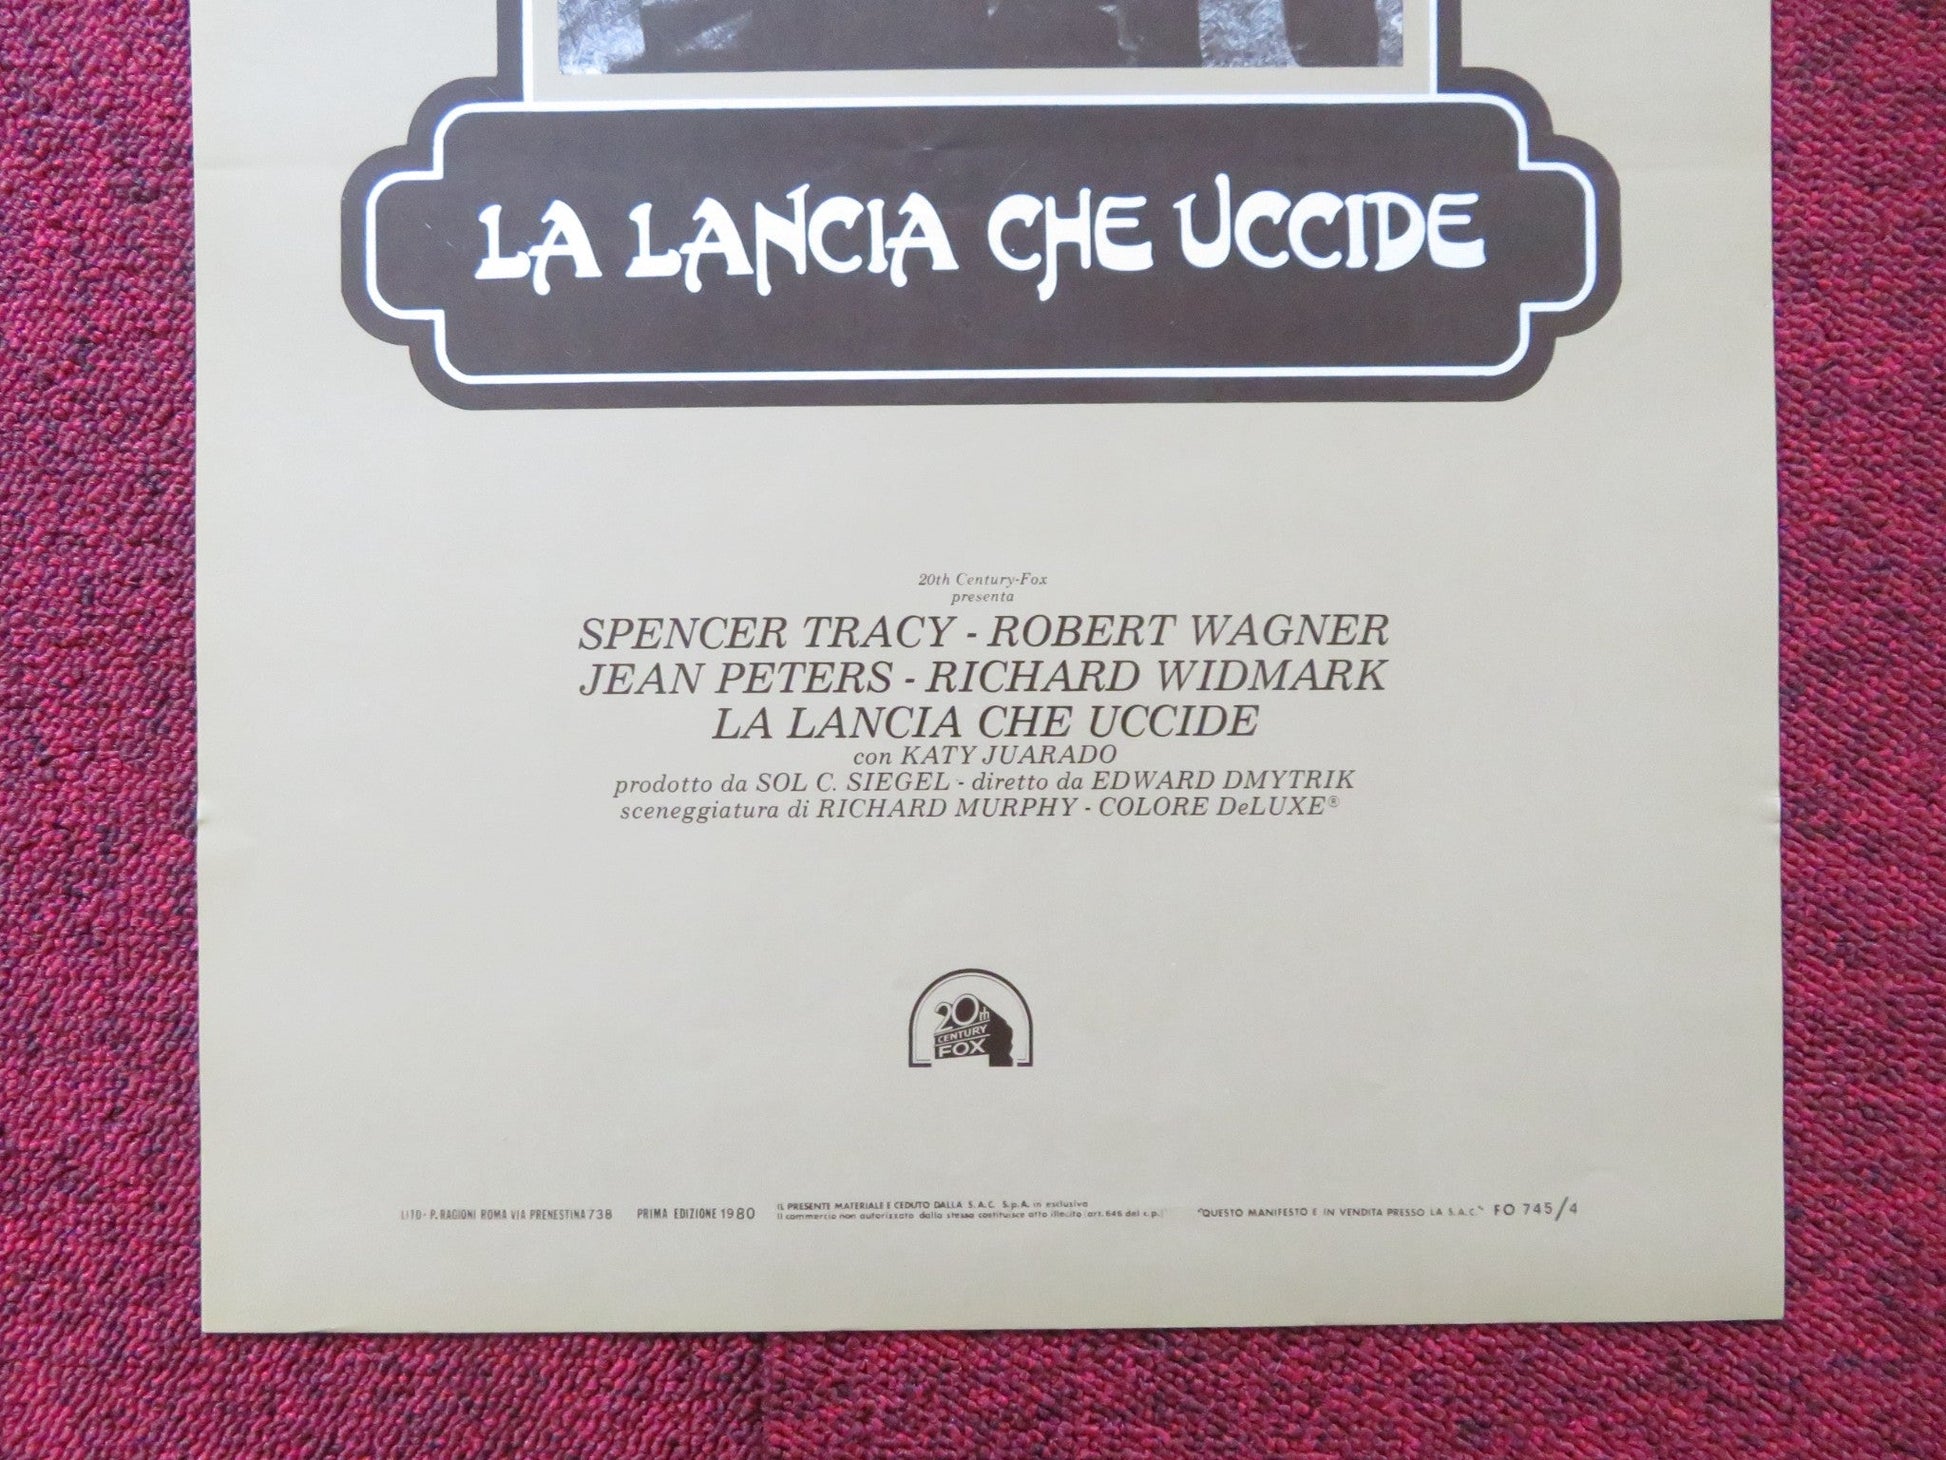 LA LANCIA CHE UCCIDE
20th Century-Fox
presenta
SPENCER TRACY - ROBERT WAGNER
JEAN PETERS - RICHARD WIDMARK
LA LANCIA CHE UCCIDE
con KATY JUARADO
prodotto da SOL C. SIEGEL - diretto da EDWARD DMYTRIK
sceneggiatura di RICHARD MURPHY - COLORE DeLUXE®
20th
CENTURY
FOX
LITO- P. RAGIONI ROMA VIA PRENESTINA 738 PRIMA EDIZIONE 1980
IL PRESENTE MATERIALE E CEDUTO DALLA S.A.C. S.p.A. in esclusiva
Il commercio non autorizzato dello stesso costituisce atto illecito (art. 646 del c.p.)
"QUESTO MANIFESTO E IN VENDITA PRESSO LA S.A.C." FO 745/4